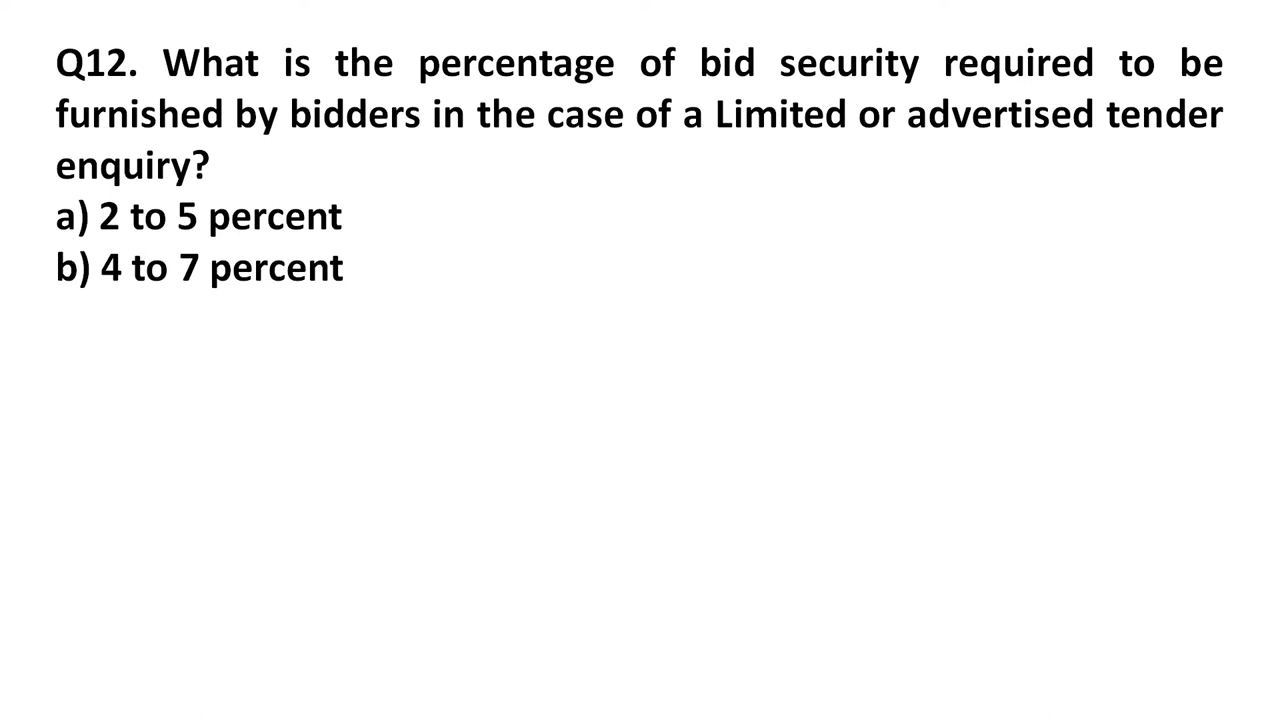 Q12. What is the percentage of bid security required to be
furnished by bidders in the case of a Limited or advertised tender
enquiry?
a) 2 to 5 percent
b) 4 to 7 percent